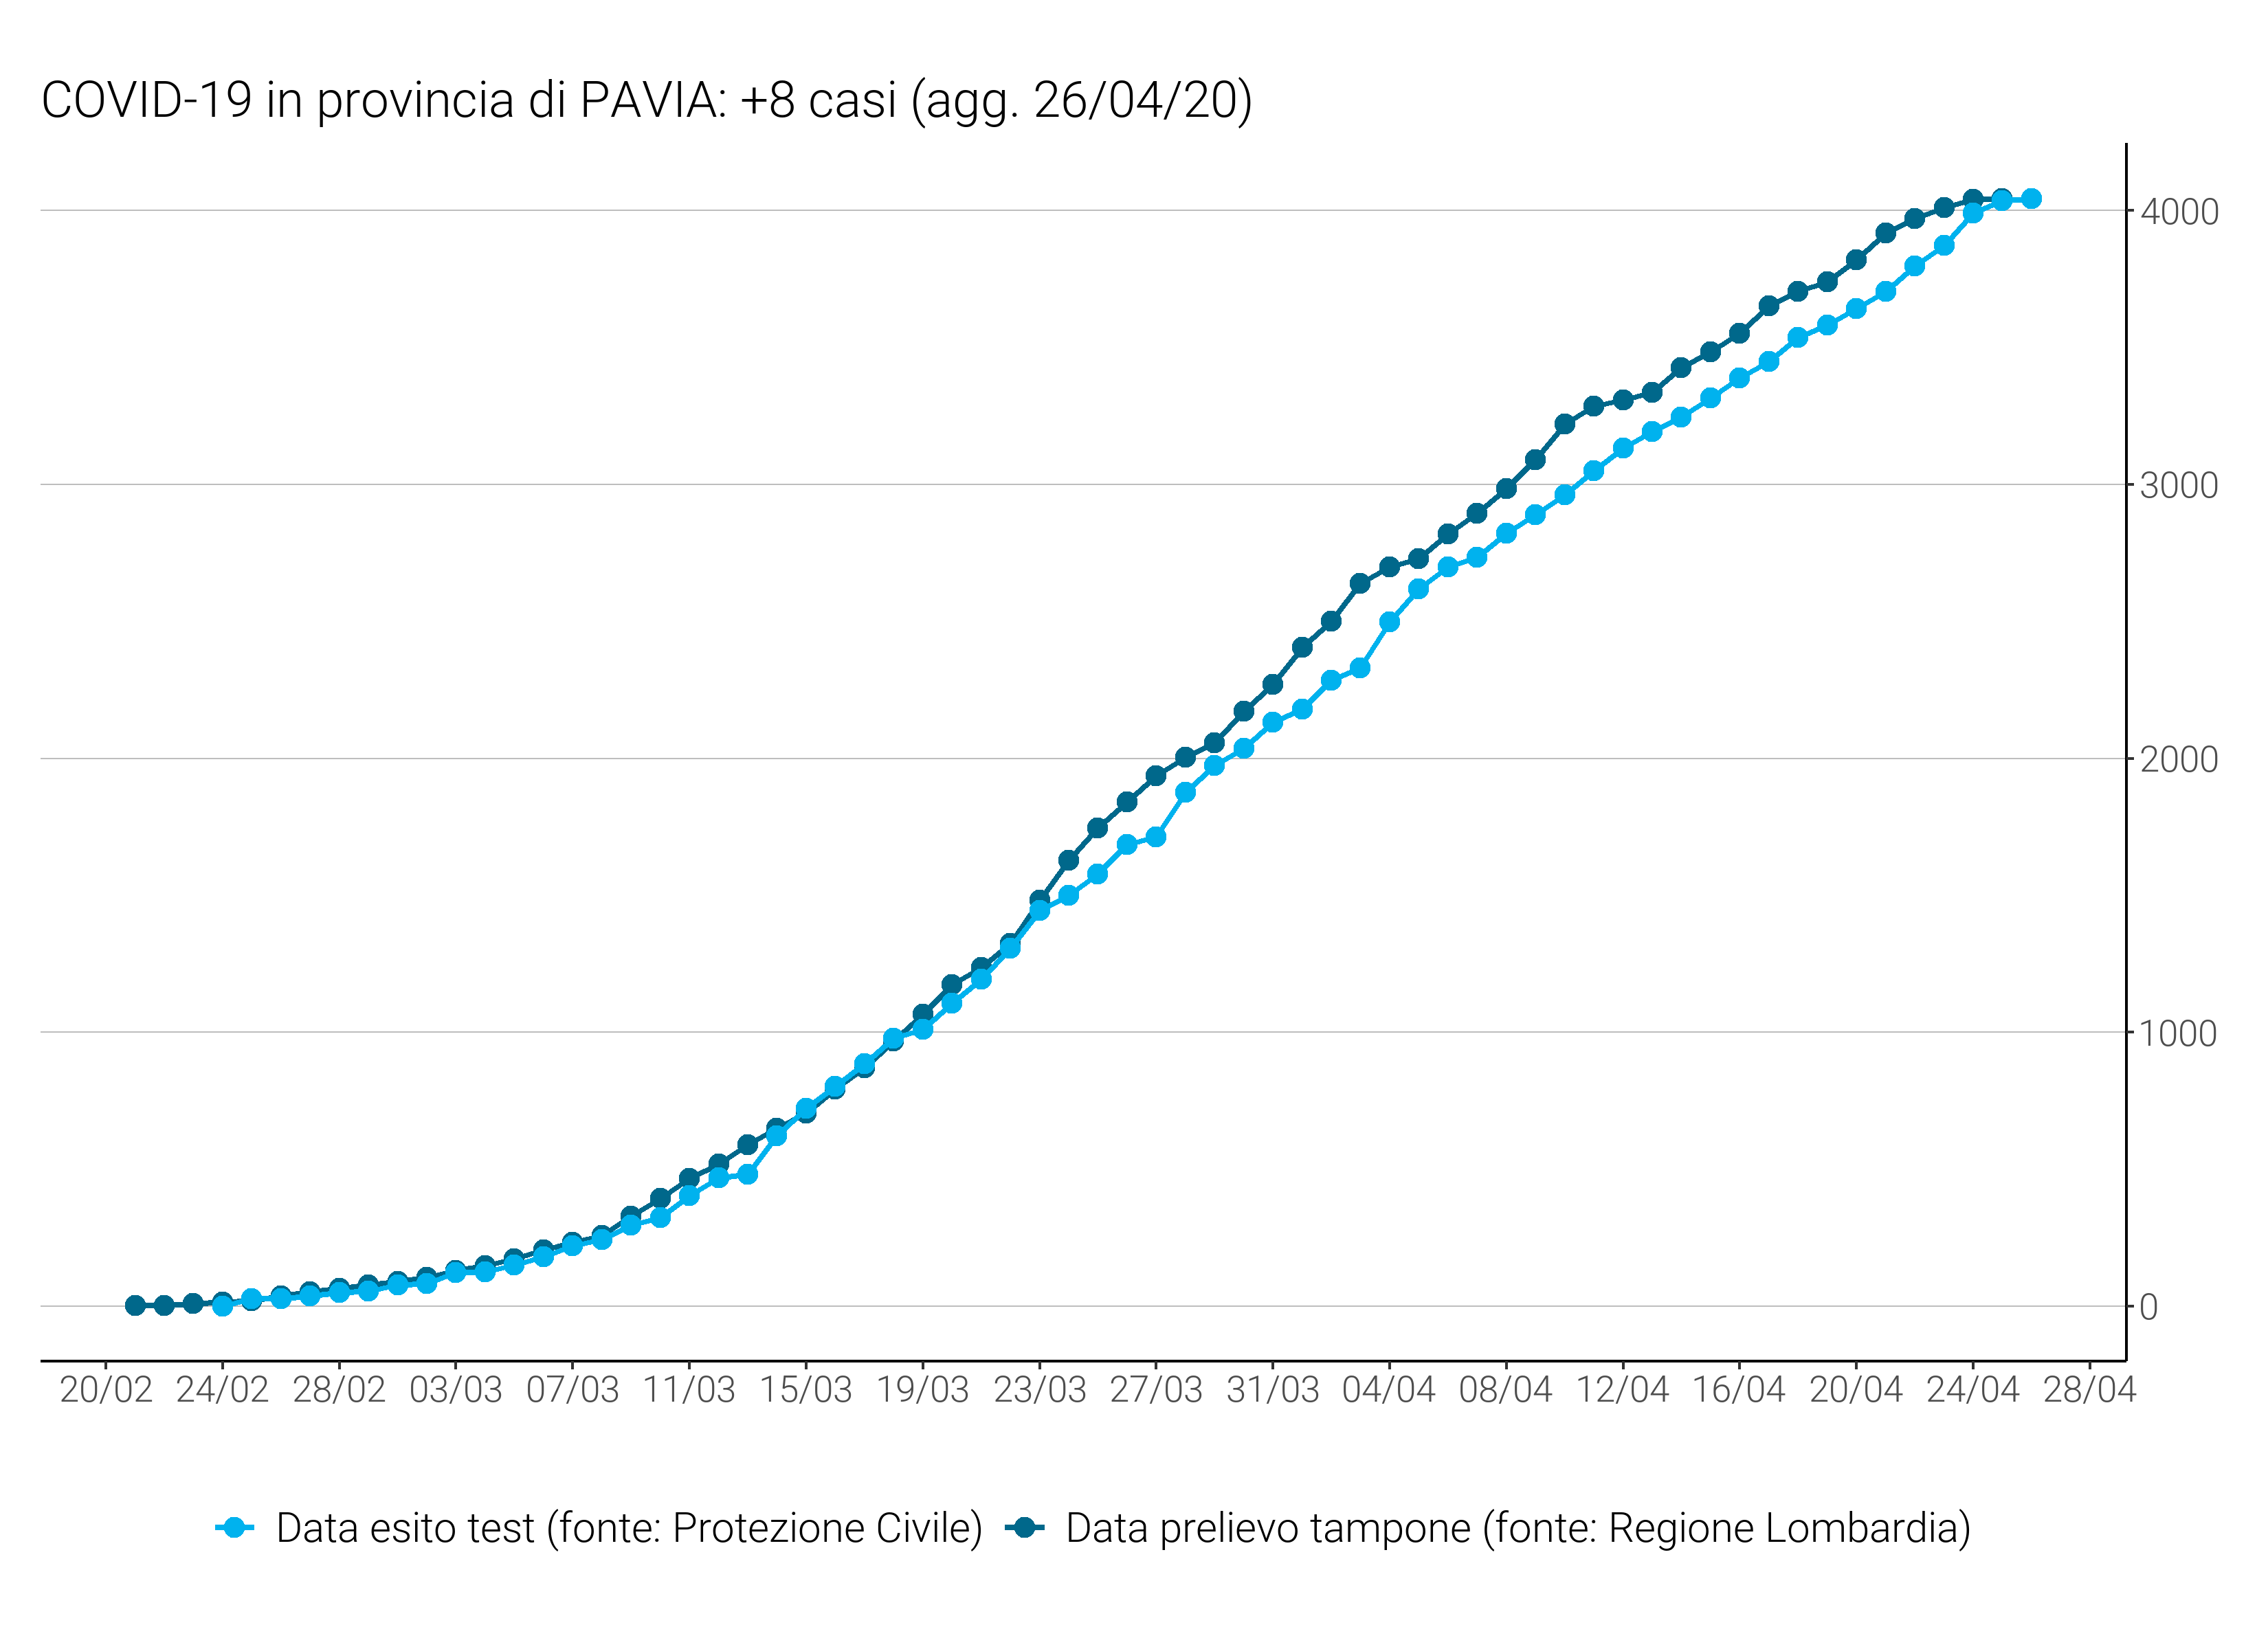 COVID-19 in provincia di PAVIA: +8 casi (agg. 26/04/20)
4000
3000
2000
1000
0
20/02 24/02 28/02 03/03 07/03 11/03 15/03 19/03 23/03 27/03 31/03 04/04 08/04 12/04 16/04 20/04 24/04 28/04
Data esito test (fonte: Protezione Civile) Data prelievo tampone (fonte: Regione Lombardia)